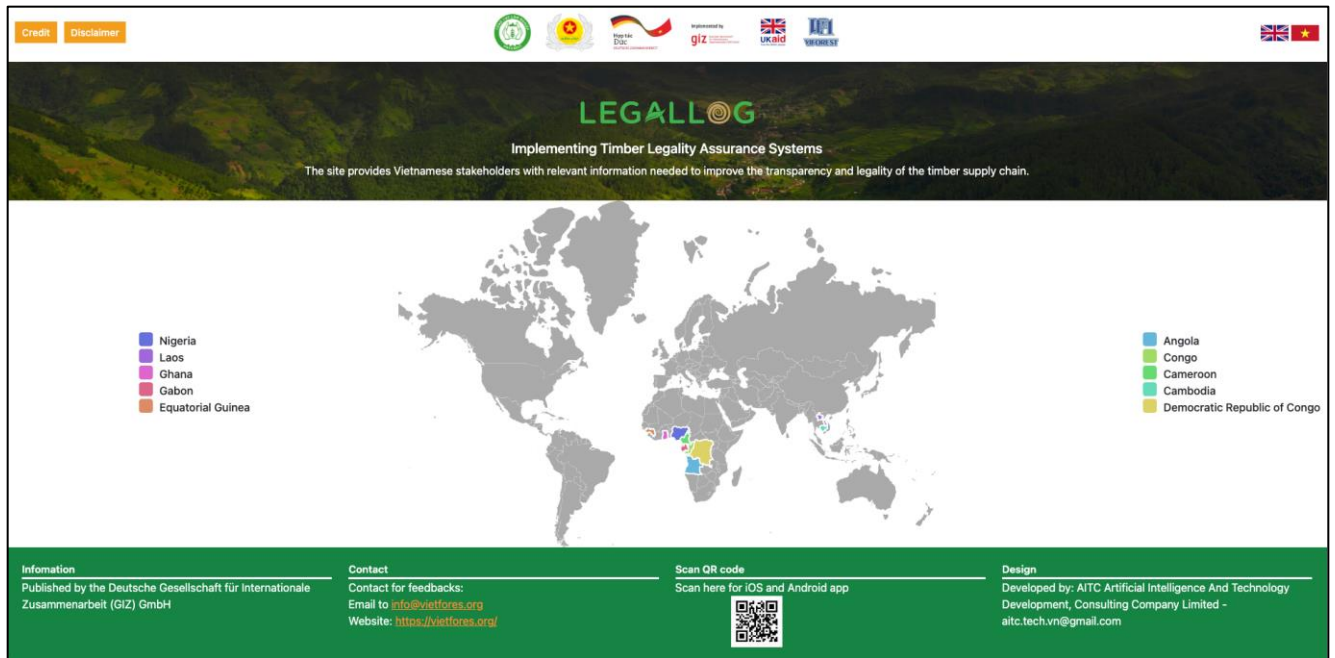 Credit
Disclaimer
Hợp tác
Đức
Implemented by
giz
UKaid
VIFOREST
LEGALLOG
Implementing Timber Legality Assurance Systems
The site provides Vietnamese stakeholders with relevant information needed to improve the transparency and legality of the timber supply chain.
Nigeria
Laos
Ghana
Gabon
Equatorial Guinea
Angola
Congo
Cameroon
Cambodia
Democratic Republic of Congo
Infomation
Published by the Deutsche Gesellschaft für Internationale
Zusammenarbeit (GIZ) GmbH
Contact
Contact for feedbacks:
Email to info@vietfores.org
Website: https://vietfores.org/
Scan QR code
Scan here for iOS and Android app
Design
Developed by: AITC Artificial Intelligence And Technology
Development, Consulting Company Limited -
aitc.tech.vn@gmail.com